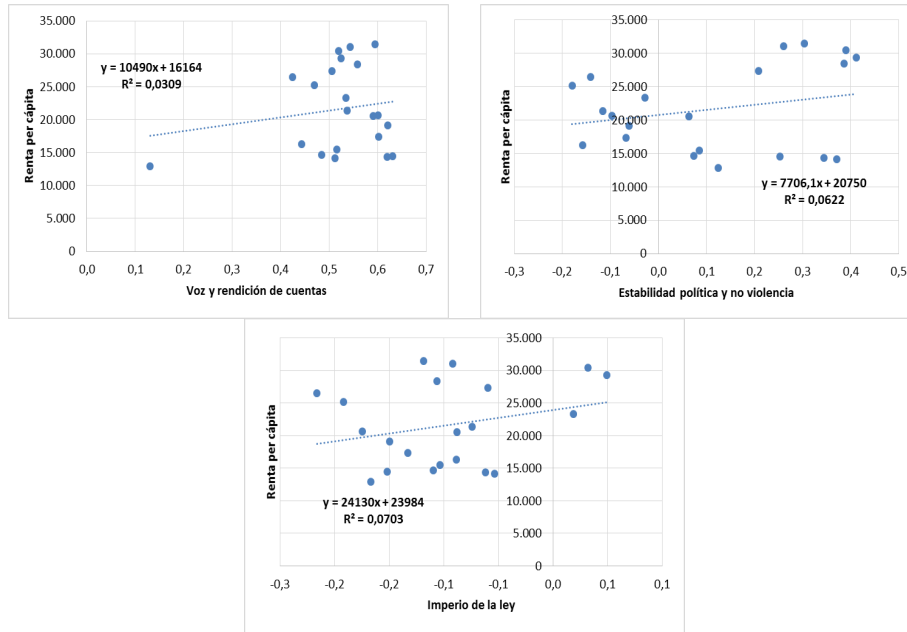 35.000
30.000
25.000
20.000
15.000
10.000
5.000
0
Renta per cápita
y = 10490x + 16164
R² = 0,0309
0,0 0,1 0,2 0,3 0,4 0,5 0,6 0,7
Voz y rendición de cuentas
35.000
30.000
25.000
20.000
15.000
10.000
5.000
0
Renta per cápita
y = 7706,1x + 20750
R² = 0,0622
-0,3 -0,2 -0,1 0,0 0,1 0,2 0,3 0,4 0,5
Estabilidad política y no violencia
35.000
30.000
25.000
20.000
15.000
10.000
5.000
0
Renta per cápita
y = 24130x + 23984
R² = 0,0703
-0,3 -0,2 -0,2 -0,1 -0,1 0,0 0,1 0,1
Imperio de la ley